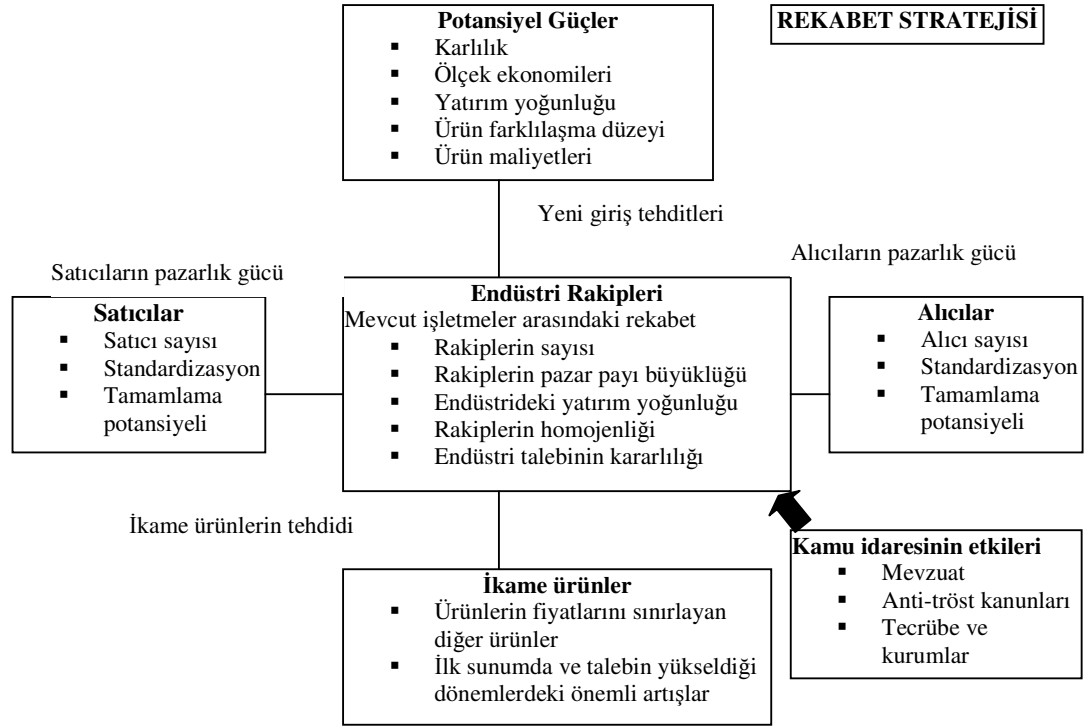 REKABET STRATEJİSİ
Potansiyel Güçler
▪ Karlılık
▪ Ölçek ekonomileri
▪ Yatırım yoğunluğu
▪ Ürün farklılaşma düzeyi
▪ Ürün maliyetleri
Yeni giriş tehditleri
Satıcıların pazarlık gücü
Alıcıların pazarlık gücü
Satıcılar
▪ Satıcı sayısı
▪ Standardizasyon
▪ Tamamlama
potansiyeli
Endüstri Rakipleri
Mevcut işletmeler arasındaki rekabet
▪ Rakiplerin sayısı
▪ Rakiplerin pazar payı büyüklüğü
▪ Endüstrideki yatırım yoğunluğu
▪ Rakiplerin homojenliği
▪ Endüstri talebinin kararlılığı
Alıcılar
▪ Alıcı sayısı
▪ Standardizasyon
▪ Tamamlama
potansiyeli
İkame ürünlerin tehdidi
Kamu idaresinin etkileri
▪ Mevzuat
▪ Anti-tröst kanunları
▪ Tecrübe ve
kurumlar
İkame ürünler
▪ Ürünlerin fiyatlarını sınırlayan
diğer ürünler
▪ İlk sunumda ve talebin yükseldiği
dönemlerdeki önemli artışlar